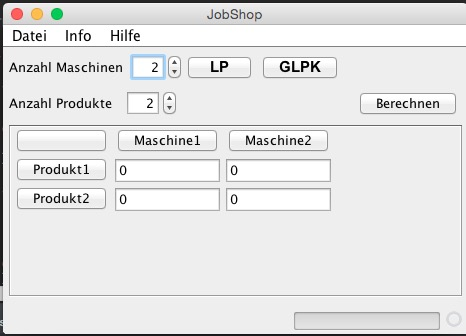 JobShop
Datei Info Hilfe
Anzahl Maschinen 2 LP GLPK
Anzahl Produkte 2 Berechnen
Maschine1 Maschine2
Produkt1 0 0
Produkt2 0 0